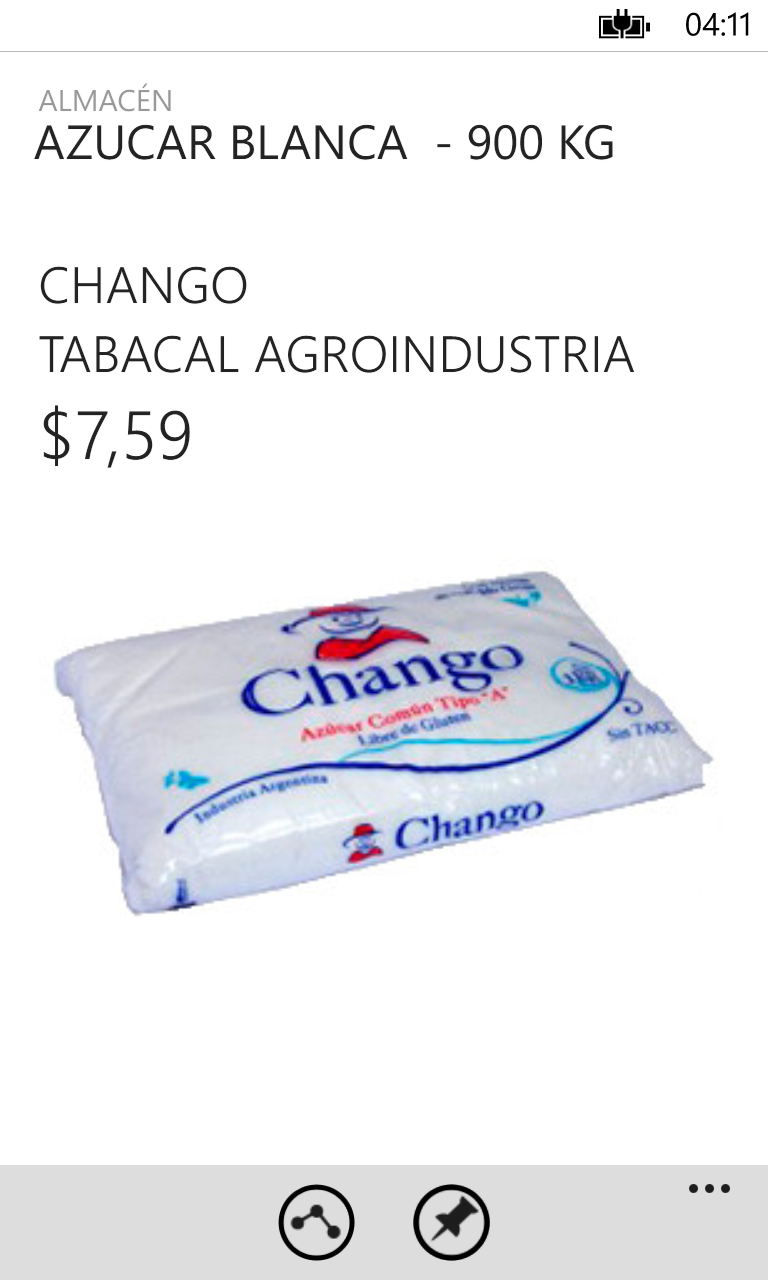 04:11
ALMACÉN
AZUCAR BLANCA - 900 KG
CHANGO
TABACAL AGROINDUSTRIA
$7,59
Chango
Azúcar Común Tipo "A"
Libre de Gluten
Sin TACC
Industria Argentina
Chango